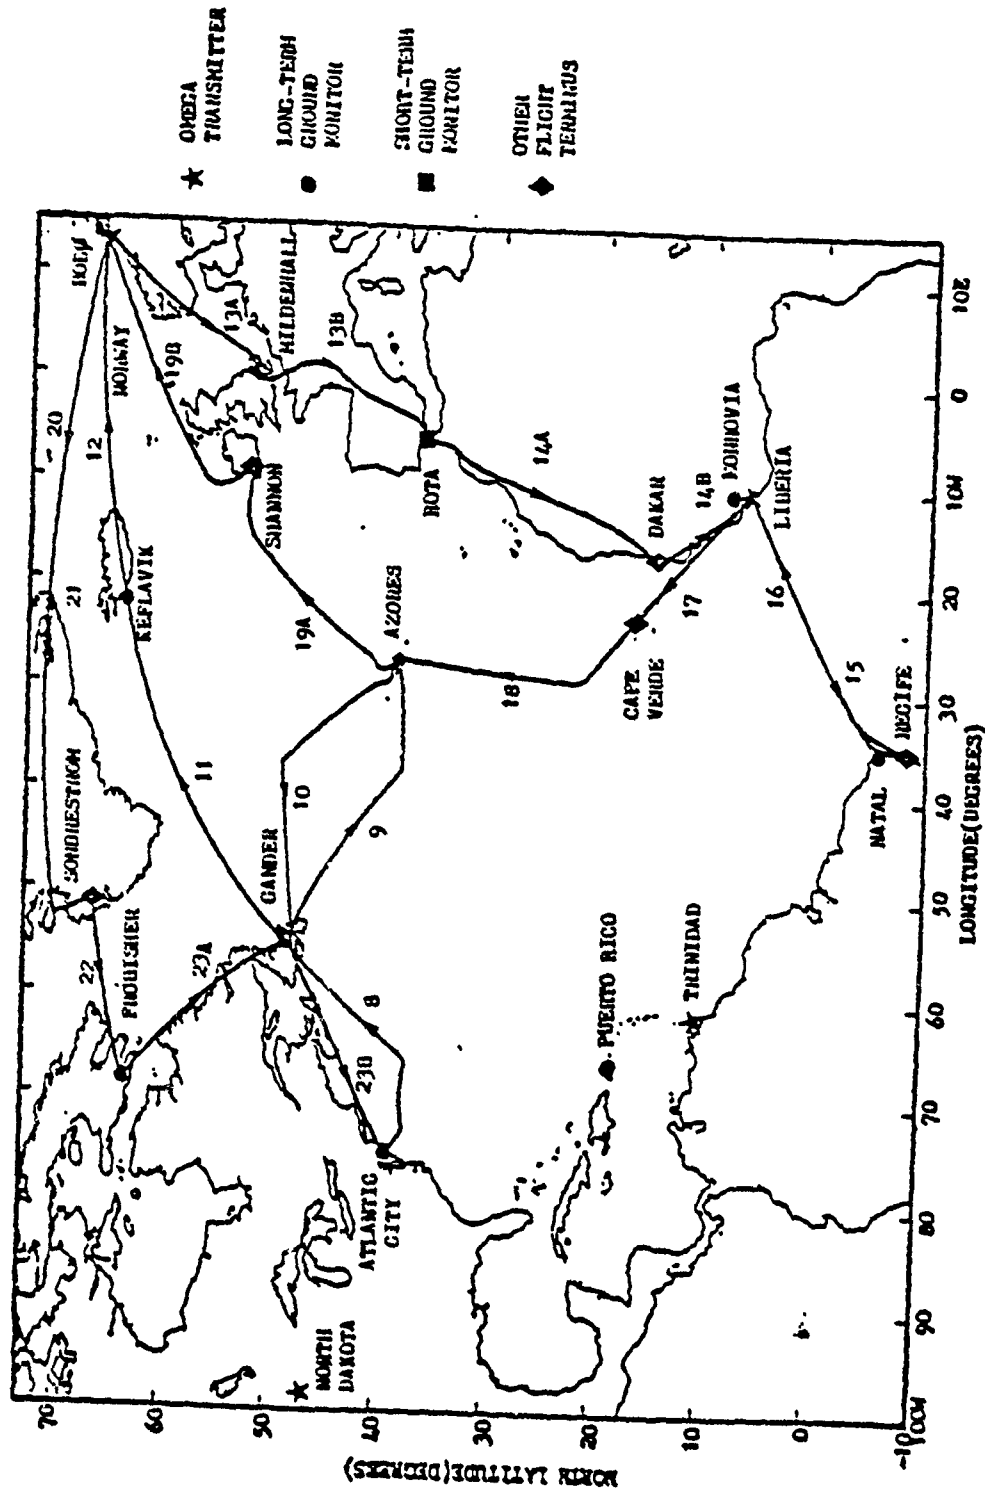 ★ OMEGA
TRANSMITTER
● LONG-TERM
GROUND
MONITOR
■ SHORT-TERM
GROUND
MONITOR
◆ OTHER
FLIGHT
TERMINUS
NORTH LATITUDE(DEGREES)
70
60
50
40
30
20
10
0
-10
100W
90
80
70
60
50
40
30
20
10W
0
10E
LONGITUDE(DEGREES)
NORWAY
20
12
19B
13A
MILDENHALL
13B
21
KEFLAVIK
SHANNON
ROTA
14A
DAKAR
14B
MONROVIA
LIBERIA
SONDRESTROM
11
19A
AZORES
18
17
CAPE
VERDE
16
15
RECIFE
NATAL
22
FROBISHER
23A
GANDER
10
9
8
23B
ATLANTIC
CITY
PUERTO RICO
TRINIDAD
NORTH
DAKOTA